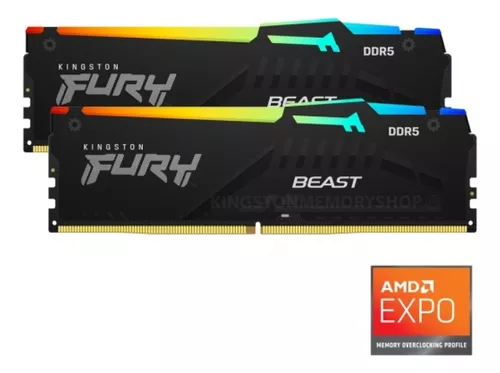 KINGSTON
FURY
DDR5
BEAST
KINGSTON
FURY
DDR5
BEAST
KINGSTONMEMORYSHOP
AMD
EXPO
MEMORY OVERCLOCKING PROFILE